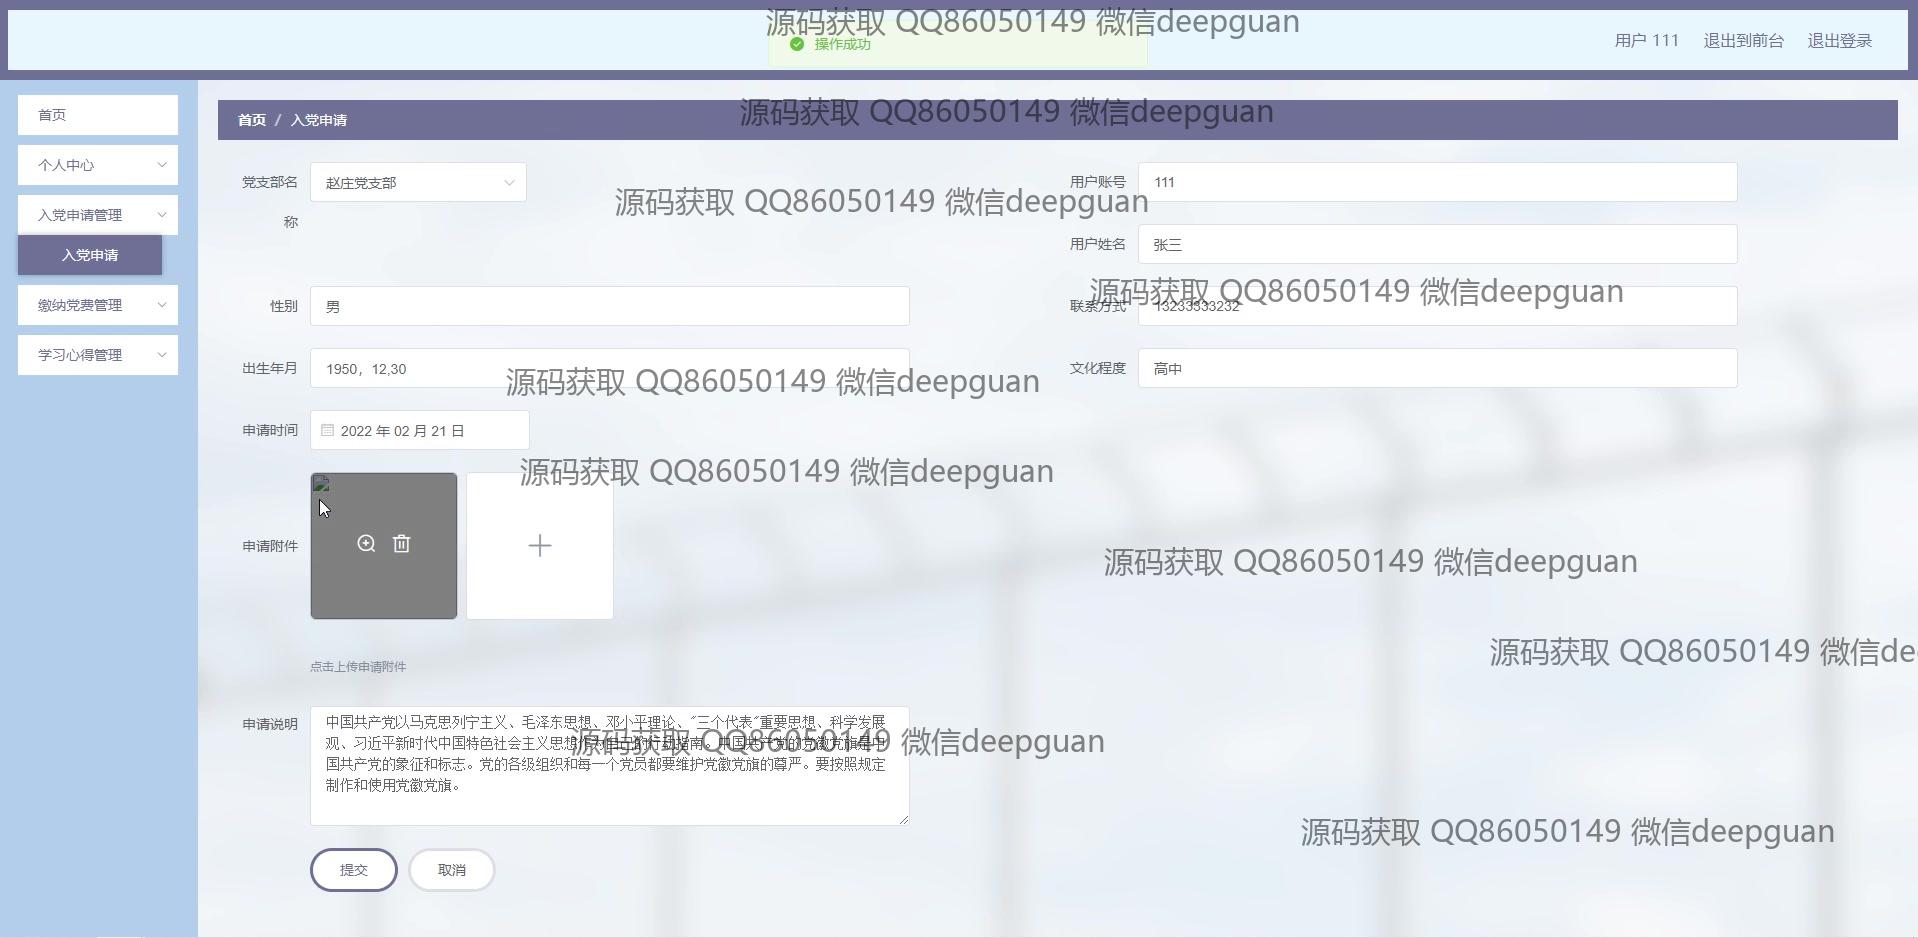 源码获取 QQ86050149 微信deepguan
操作成功
用户 111 退出到前台 退出登录
首页
个人中心
入党申请管理
入党申请
缴纳党费管理
学习心得管理
源码获取 QQ86050149 微信deepguan
首页 / 入党申请
党支部名称 赵庄党支部
用户账号 111
源码获取 QQ86050149 微信deepguan
用户姓名 张三
源码获取 QQ86050149 微信deepguan
性别 男
联系方式 13233333232
出生年月 1950，12,30
文化程度 高中
源码获取 QQ86050149 微信deepguan
申请时间 2022 年 02 月 21 日
源码获取 QQ86050149 微信deepguan
申请附件
源码获取 QQ86050149 微信deepguan
点击上传申请附件
源码获取 QQ86050149 微信de
申请说明
中国共产党以马克思列宁主义、毛泽东思想、邓小平理论、"三个代表"重要思想、科学发展
观、习近平新时代中国特色社会主义思想作为自己的行动指南。中国共产党的党徽党旗是中
国共产党的象征和标志。党的各级组织和每一个党员都要维护党徽党旗的尊严。要按照规定
制作和使用党徽党旗。
源码获取 QQ86050149 微信deepguan
源码获取 QQ86050149 微信deepguan
提交 取消